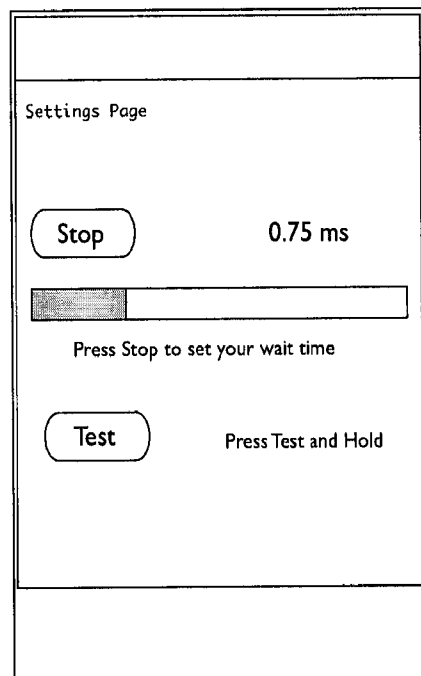 Settings Page
Stop 0.75 ms
Press Stop to set your wait time
Test Press Test and Hold